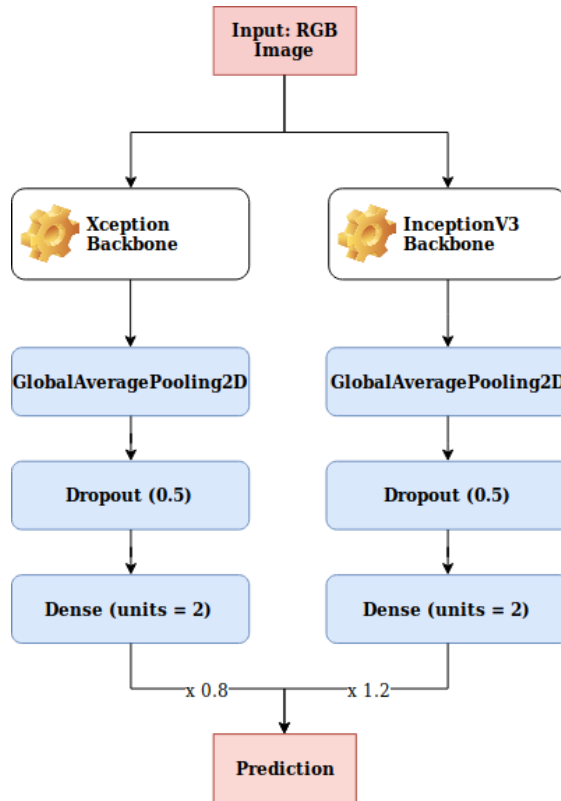 Input: RGB
Image
Xception
Backbone
InceptionV3
Backbone
GlobalAveragePooling2D
GlobalAveragePooling2D
Dropout (0.5)
Dropout (0.5)
Dense (units = 2)
Dense (units = 2)
x 0.8
x 1.2
Prediction